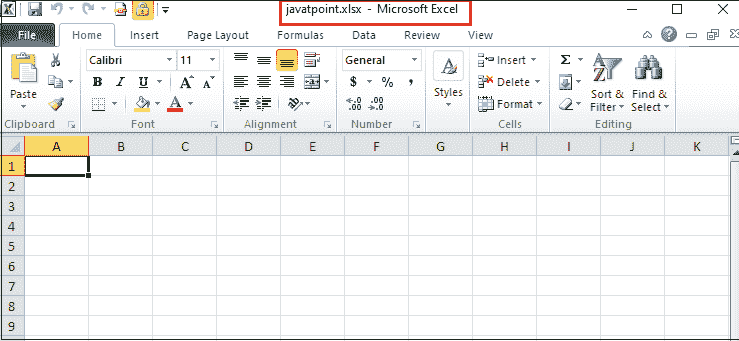 javatpoint.xlsx - Microsoft Excel
File Home Insert Page Layout Formulas Data Review View
Calibri 11 General Insert
Paste B I U A A $ % , Styles Delete Sort & Filter Find & Select
A .0 .00 .00 .0 Format
Clipboard Font Alignment Number Cells Editing
A B C D E F G H I J K
1
2
3
4
5
6
7
8
9